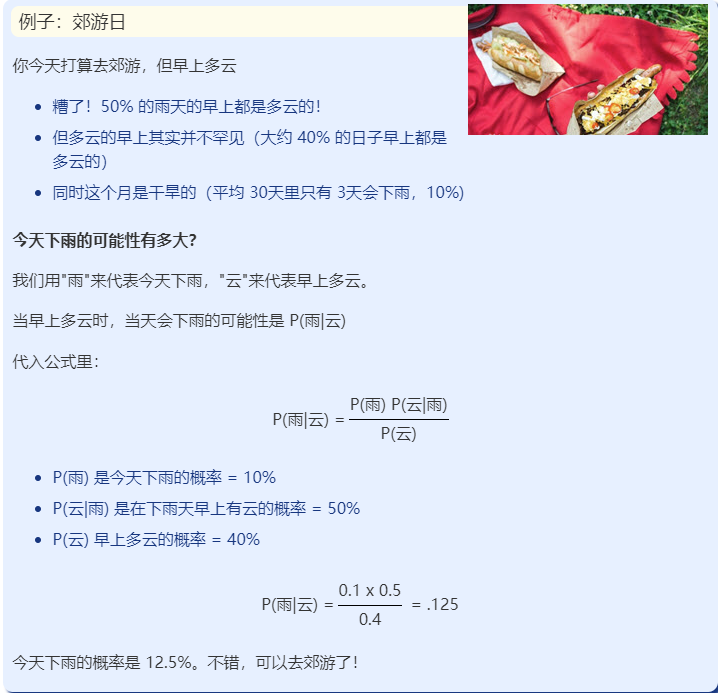 例子：郊游日
你今天打算去郊游，但早上多云
糟了！50% 的雨天的早上都是多云的！
但多云的早上其实并不罕见（大约 40% 的日子早上都是
多云的）
同时这个月是干旱的（平均 30天里只有 3天会下雨，10%)
今天下雨的可能性有多大？
我们用"雨"来代表今天下雨，"云"来代表早上多云。
当早上多云时，当天会下雨的可能性是 P(雨|云)
代入公式里：
P(雨|云) = P(雨) P(云|雨)
P(云)
P(雨) 是今天下雨的概率 = 10%
P(云|雨) 是在下雨天早上有云的概率 = 50%
P(云) 早上多云的概率 = 40%
P(雨|云) = 0.1 x 0.5 = .125
0.4
今天下雨的概率是 12.5%。不错，可以去郊游了！